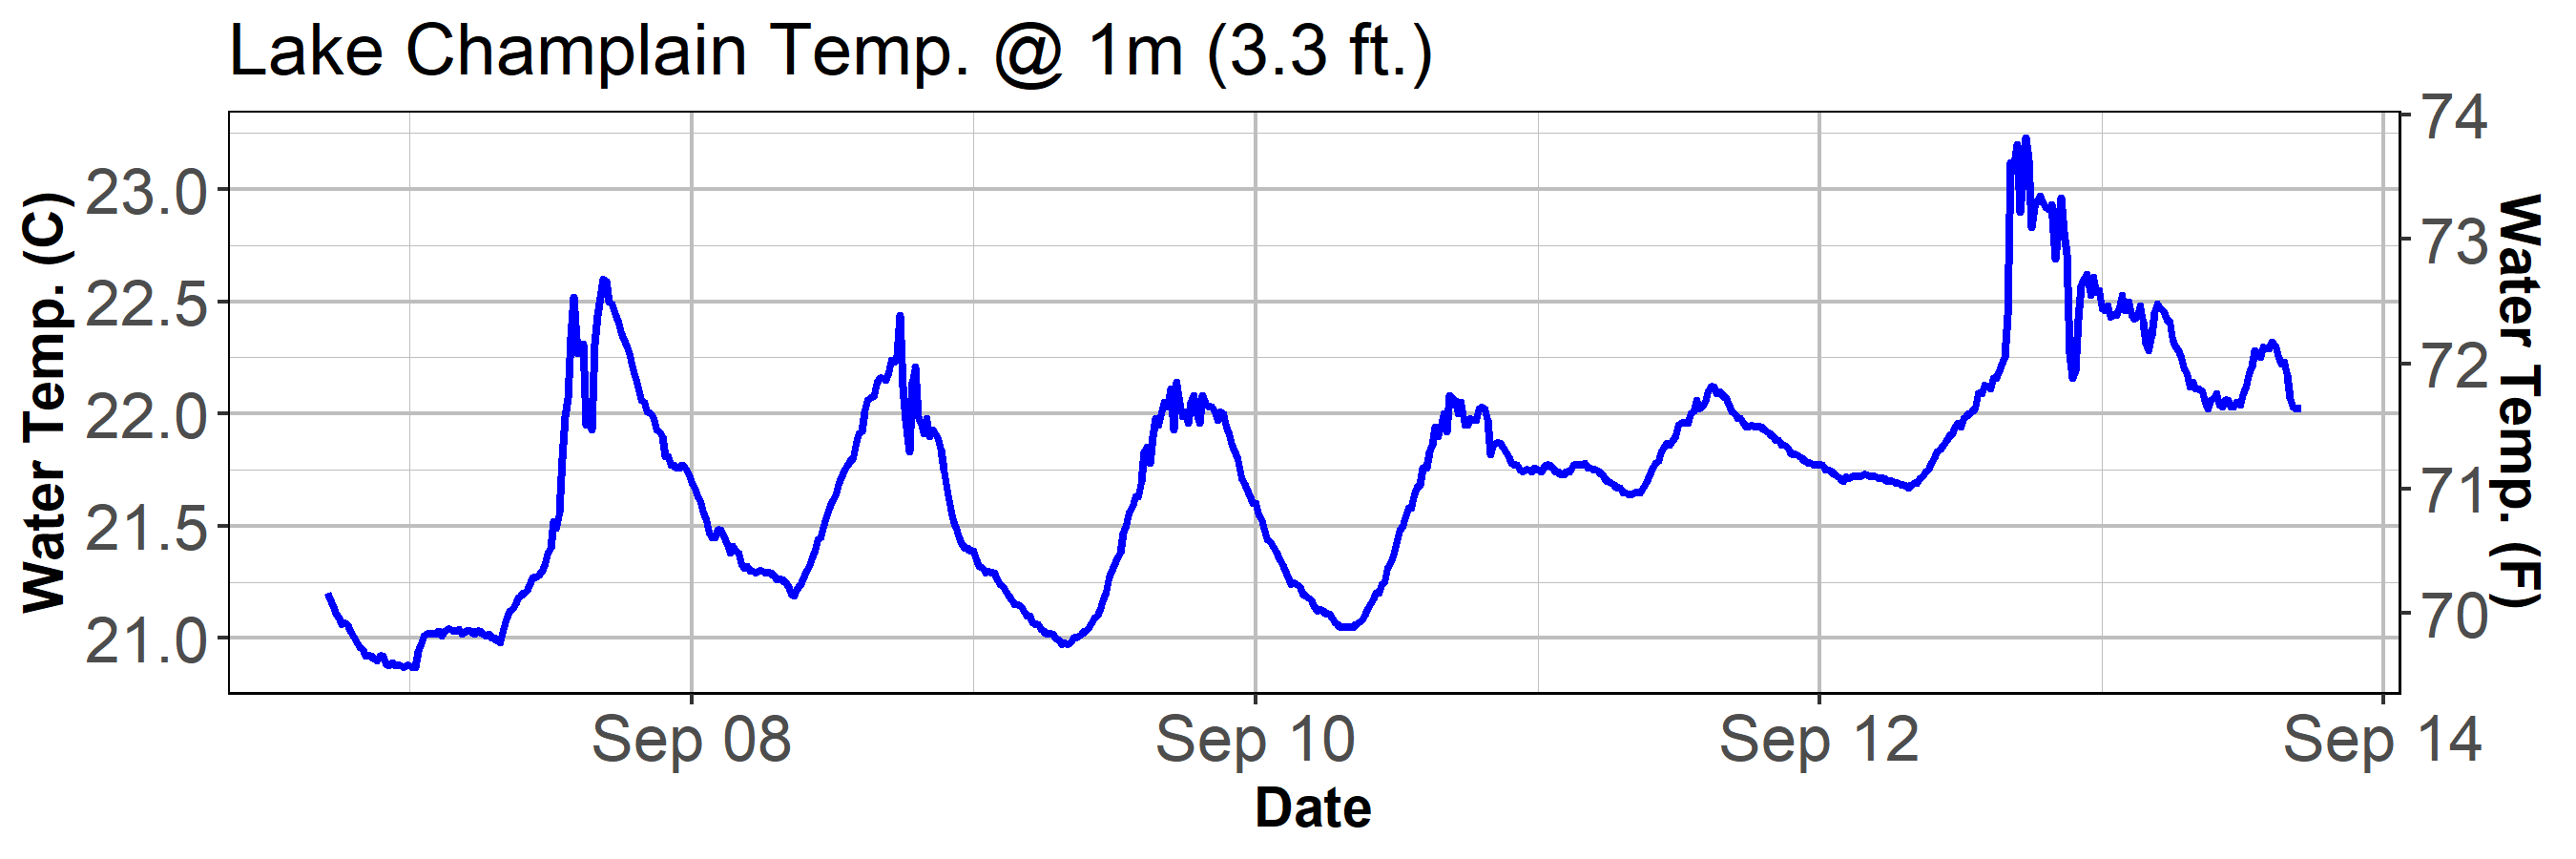 Lake Champlain Temp. @ 1m (3.3 ft.)
Water Temp. (C)
23.0
22.5
22.0
21.5
21.0
74
73
72
71
70
Water Temp. (F)
Sep 08 Sep 10 Sep 12 Sep 14
Date